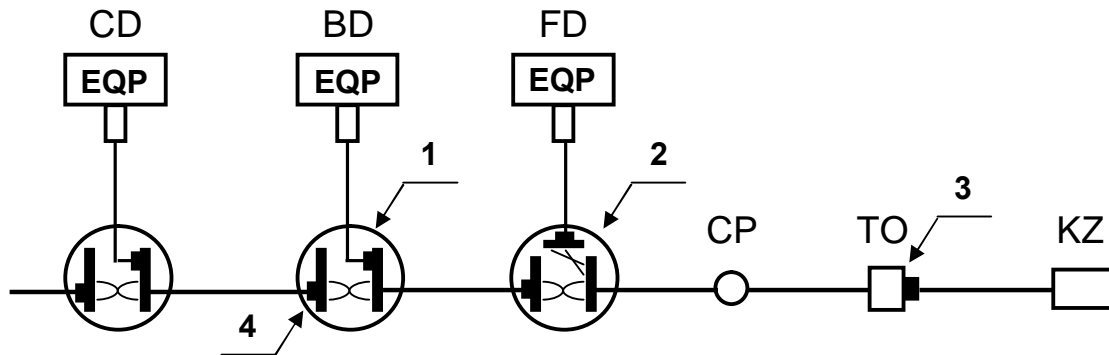 CD BD FD
EQP EQP EQP
1 2
CP TO 3 KZ
4